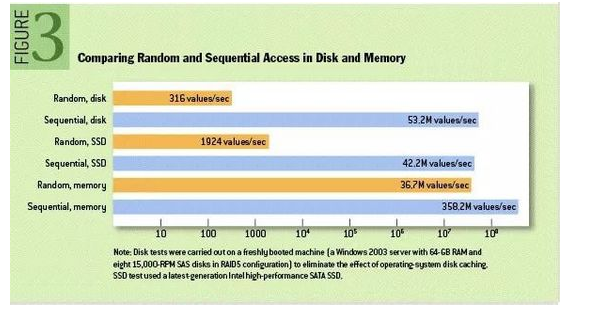 FIGURE 3
Comparing Random and Sequential Access in Disk and Memory
Random, disk 316 values/sec
Sequential, disk 53.2M values/sec
Random, SSD 1924 values/sec
Sequential, SSD 42.2M values/sec
Random, memory 36.7M values/sec
Sequential, memory 358.2M values/sec
10 100 1000 10⁴ 10⁵ 10⁶ 10⁷ 10⁸
Note: Disk tests were carried out on a freshly booted machine (a Windows 2003 server with 64-GB RAM and
eight 15,000-RPM SAS disks in RAID5 configuration) to eliminate the effect of operating-system disk caching.
SSD test used a latest-generation Intel high-performance SATA SSD.